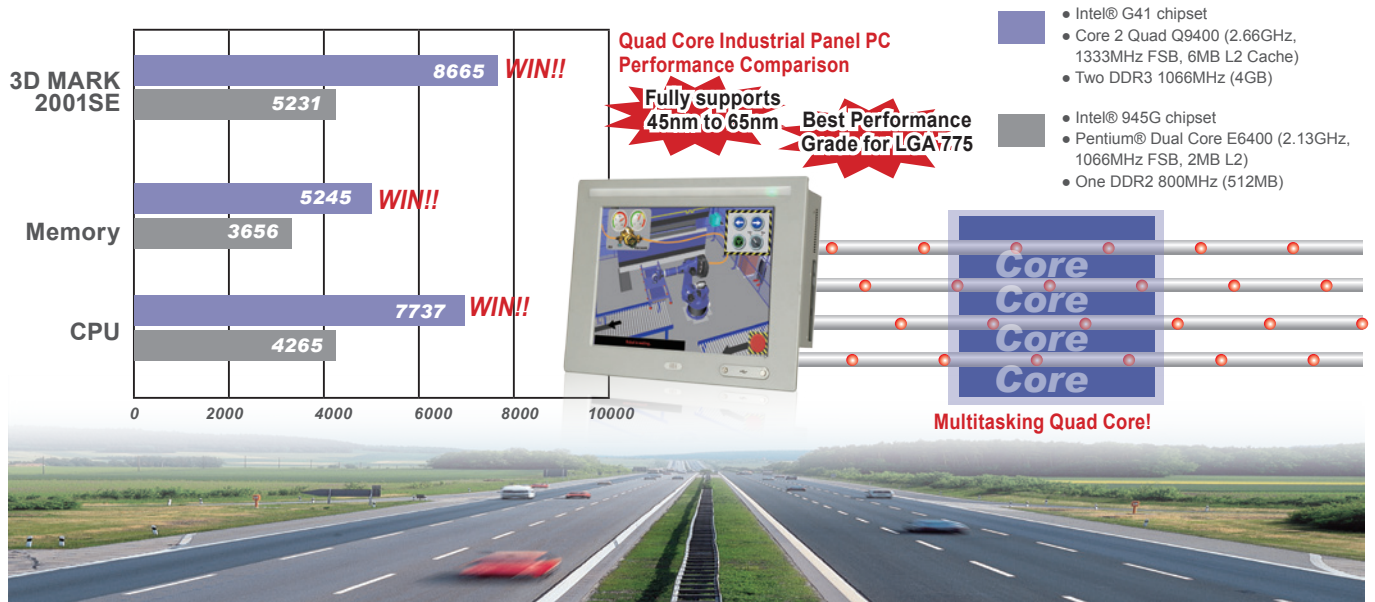 3D MARK
2001SE
8665 WIN!!
5231
Memory
5245 WIN!!
3656
CPU
7737 WIN!!
4265
0 2000 4000 6000 8000 10000
Quad Core Industrial Panel PC
Performance Comparison
Fully supports
45nm to 65nm
Best Performance
Grade for LGA 775
● Intel® G41 chipset
● Core 2 Quad Q9400 (2.66GHz,
1333MHz FSB, 6MB L2 Cache)
● Two DDR3 1066MHz (4GB)
● Intel® 945G chipset
● Pentium® Dual Core E6400 (2.13GHz,
1066MHz FSB, 2MB L2)
● One DDR2 800MHz (512MB)
Core
Core
Core
Core
Multitasking Quad Core!